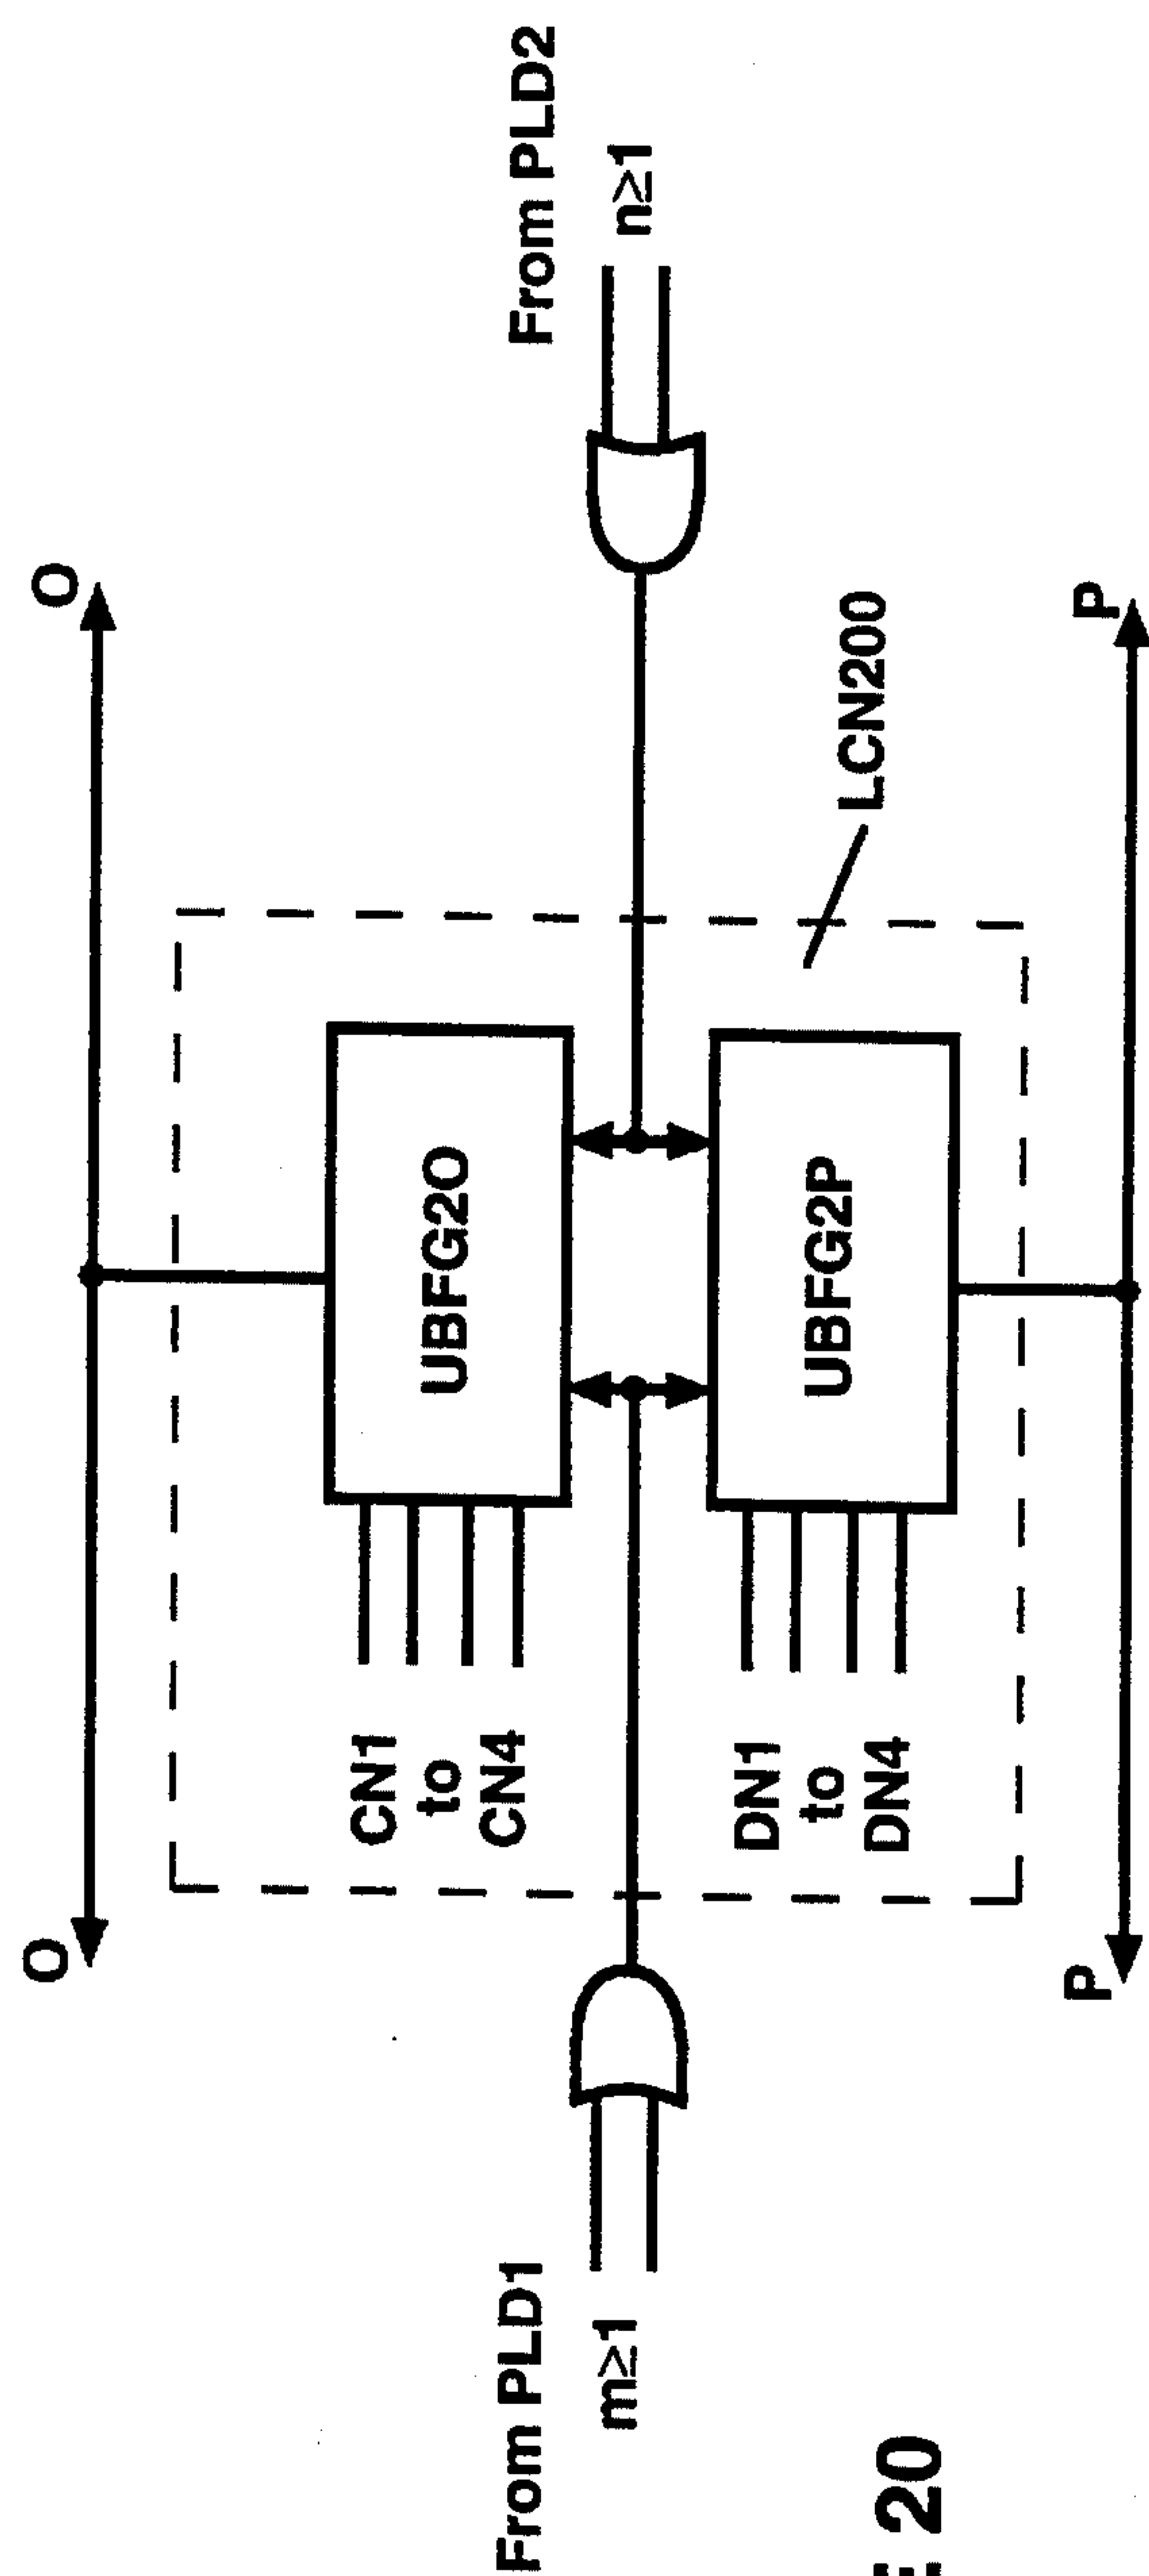 O
O
From PLD2
n≥1
CN1
to
CN4
UBFG2O
From PLD1
m≥1
DN1
to
DN4
UBFG2P
LCN200
P
P
20